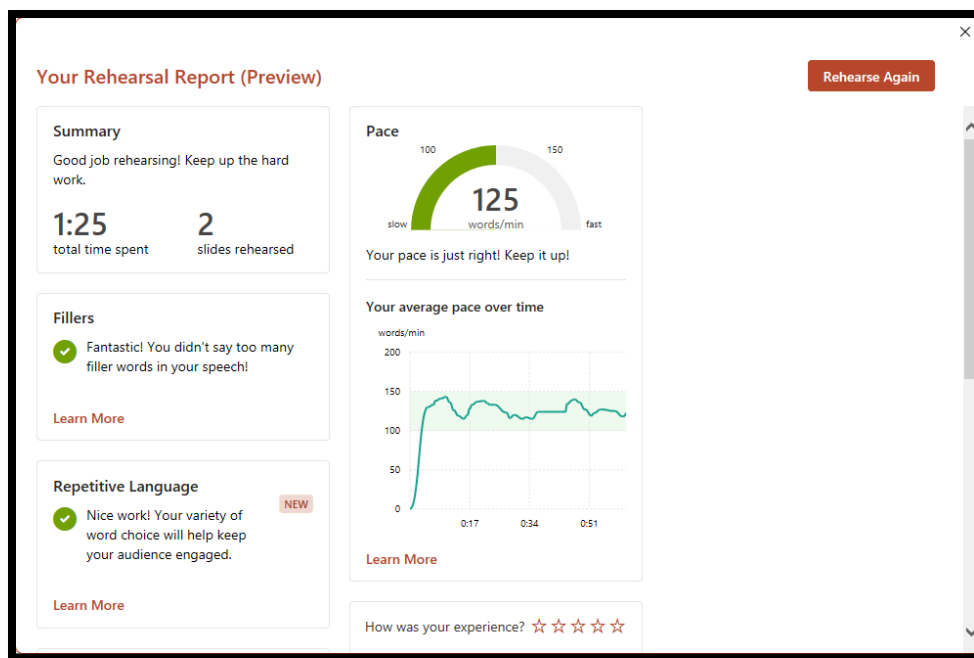 Your Rehearsal Report (Preview)
Rehearse Again
Summary
Good job rehearsing! Keep up the hard
work.
1:25
total time spent
2
slides rehearsed
Fillers
Fantastic! You didn't say too many
filler words in your speech!
Learn More
Repetitive Language
NEW
Nice work! Your variety of
word choice will help keep
your audience engaged.
Learn More
Pace
100
150
125
slow
words/min
fast
Your pace is just right! Keep it up!
Your average pace over time
words/min
200
150
100
50
0
0:17 0:34 0:51
Learn More
How was your experience?